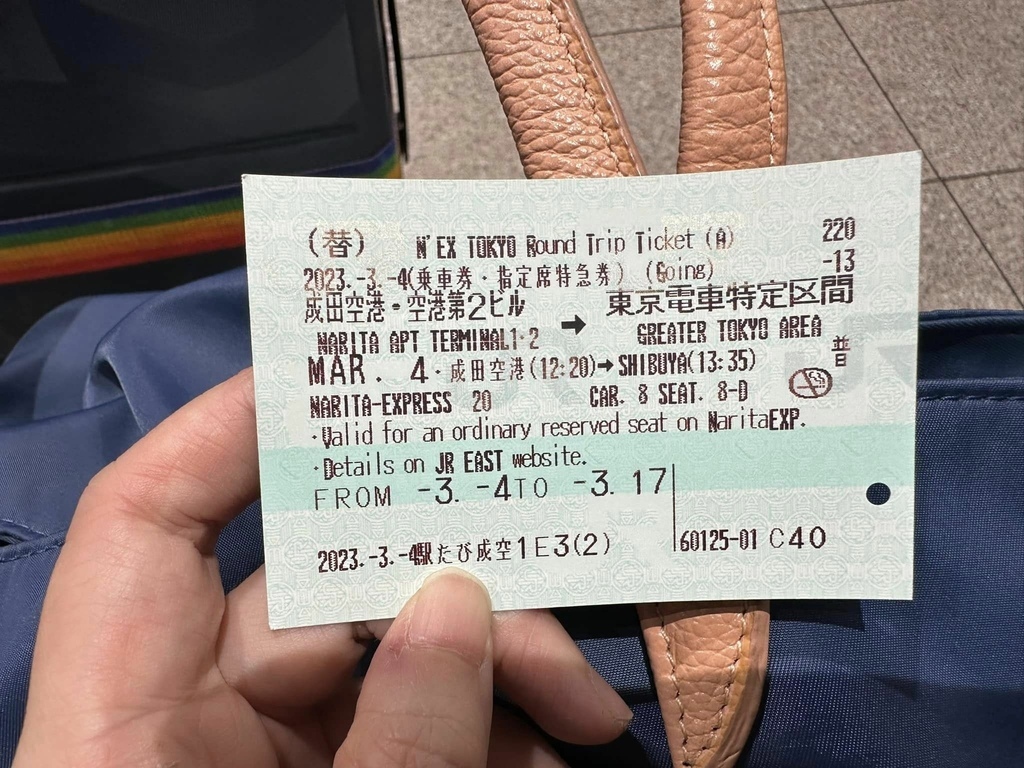 (替) N'EX TOKYO Round Trip Ticket (A) 220
2023.-3.-4(乗車券・指定席特急券) (Going) -13
成田空港・空港第2ビル ➡ 東京電車特定区間
NARITA APT TERMINAL1・2 GREATER TOKYO AREA
MAR. 4・成田空港(12:20)→SHIBUYA(13:35) 普
NARITA-EXPRESS 20 CAR. 8 SEAT. 8-D
・Valid for an ordinary reserved seat on NaritaEXP.
・Details on JR EAST website.
FROM -3. -4TO -3. 17
2023.-3.-4駅たび成空1E3(2) 60125-01 C40